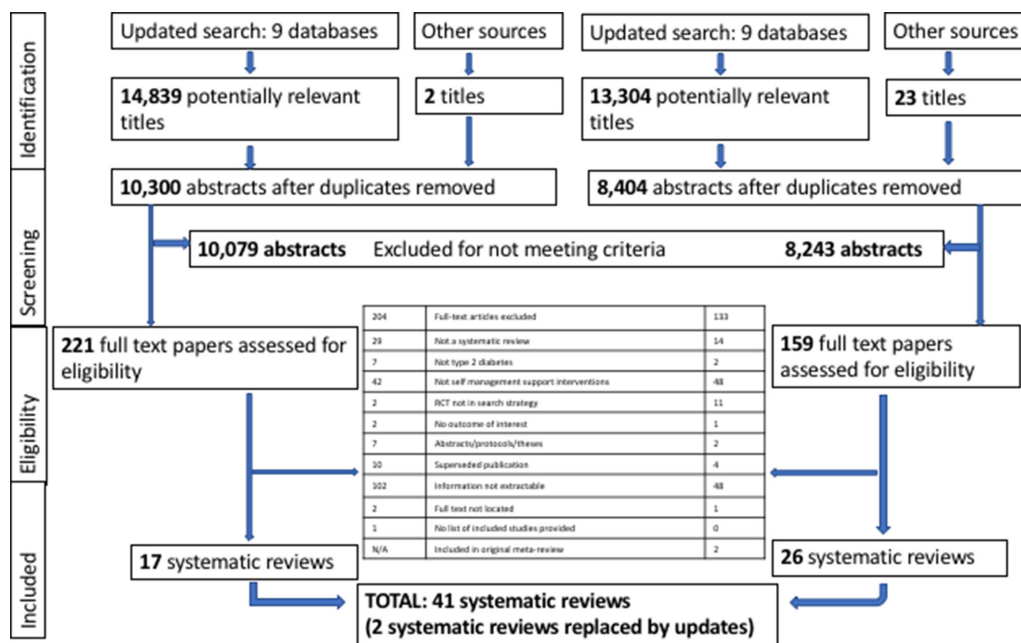 Identification
Updated search: 9 databases
Other sources
Updated search: 9 databases
Other sources
14,839 potentially relevant
titles
2 titles
13,304 potentially relevant
titles
23 titles
Screening
10,300 abstracts after duplicates removed
8,404 abstracts after duplicates removed
10,079 abstracts Excluded for not meeting criteria 8,243 abstracts
Eligibility
221 full text papers assessed for
eligibility
204 Full-text articles excluded 133
29 Not a systematic review 14
7 Not type 2 diabetes 2
42 Not self management support interventions 48
2 RCT not in search strategy 11
2 No outcome of interest 1
7 Abstracts/protocols/theses 2
10 Superseded publication 4
102 Information not extractable 48
2 Full text not located 1
1 No list of included studies provided 0
N/A Included in original meta-review 2
159 full text papers
assessed for eligibility
Included
17 systematic reviews
26 systematic reviews
TOTAL: 41 systematic reviews
(2 systematic reviews replaced by updates)